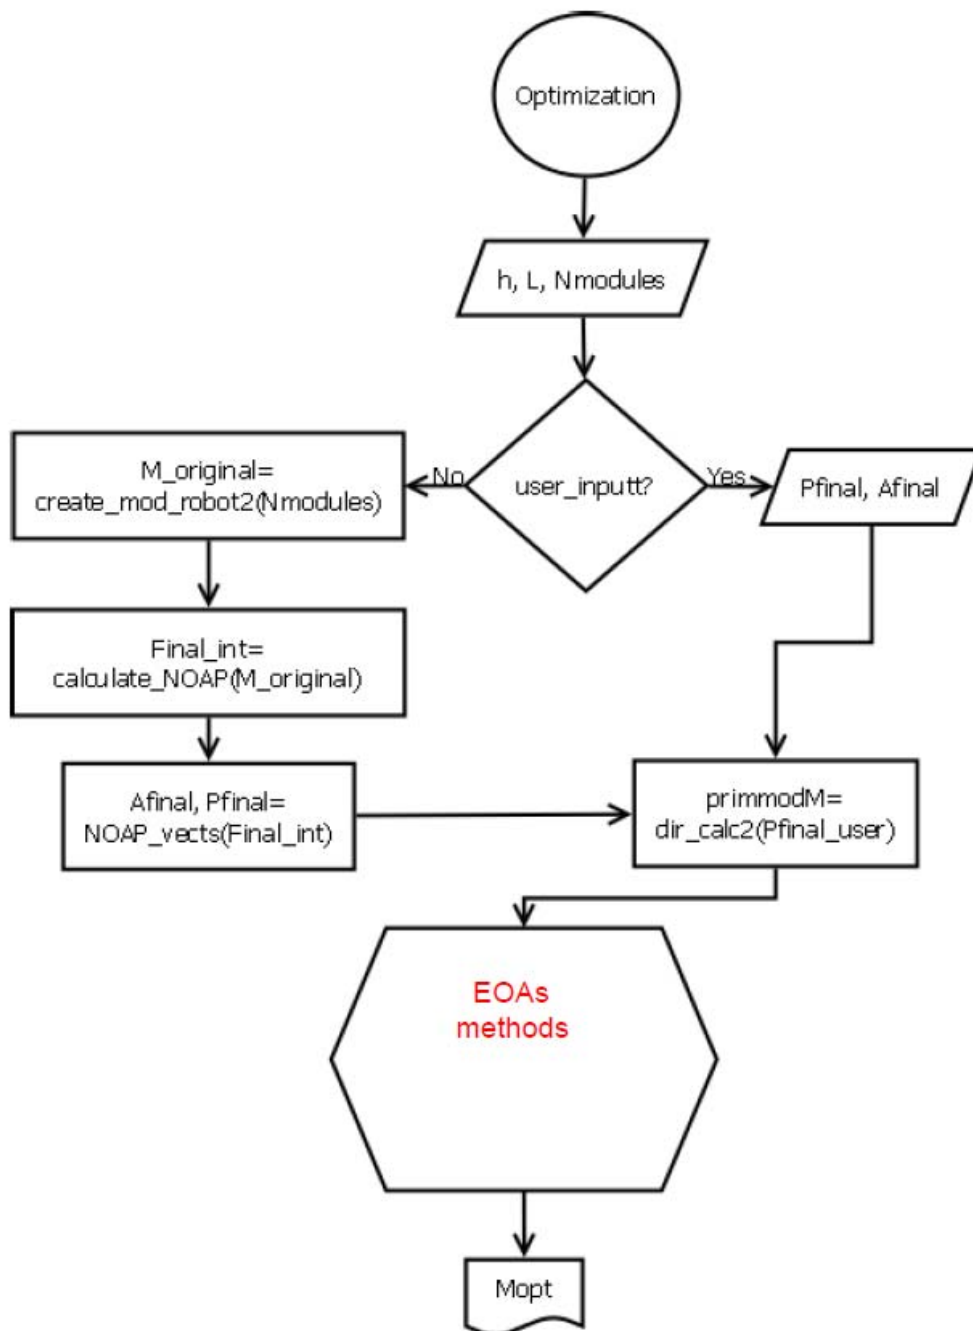 Optimization
h, L, Nmodules
user_inputt?
No
Yes
M_original=
create_mod_robot2(Nmodules)
Pfinal, Afinal
Final_int=
calculate_NOAP(M_original)
Afinal, Pfinal=
NOAP_vects(Final_int)
primmodM=
dir_calc2(Pfinal_user)
EOAs
methods
Mopt